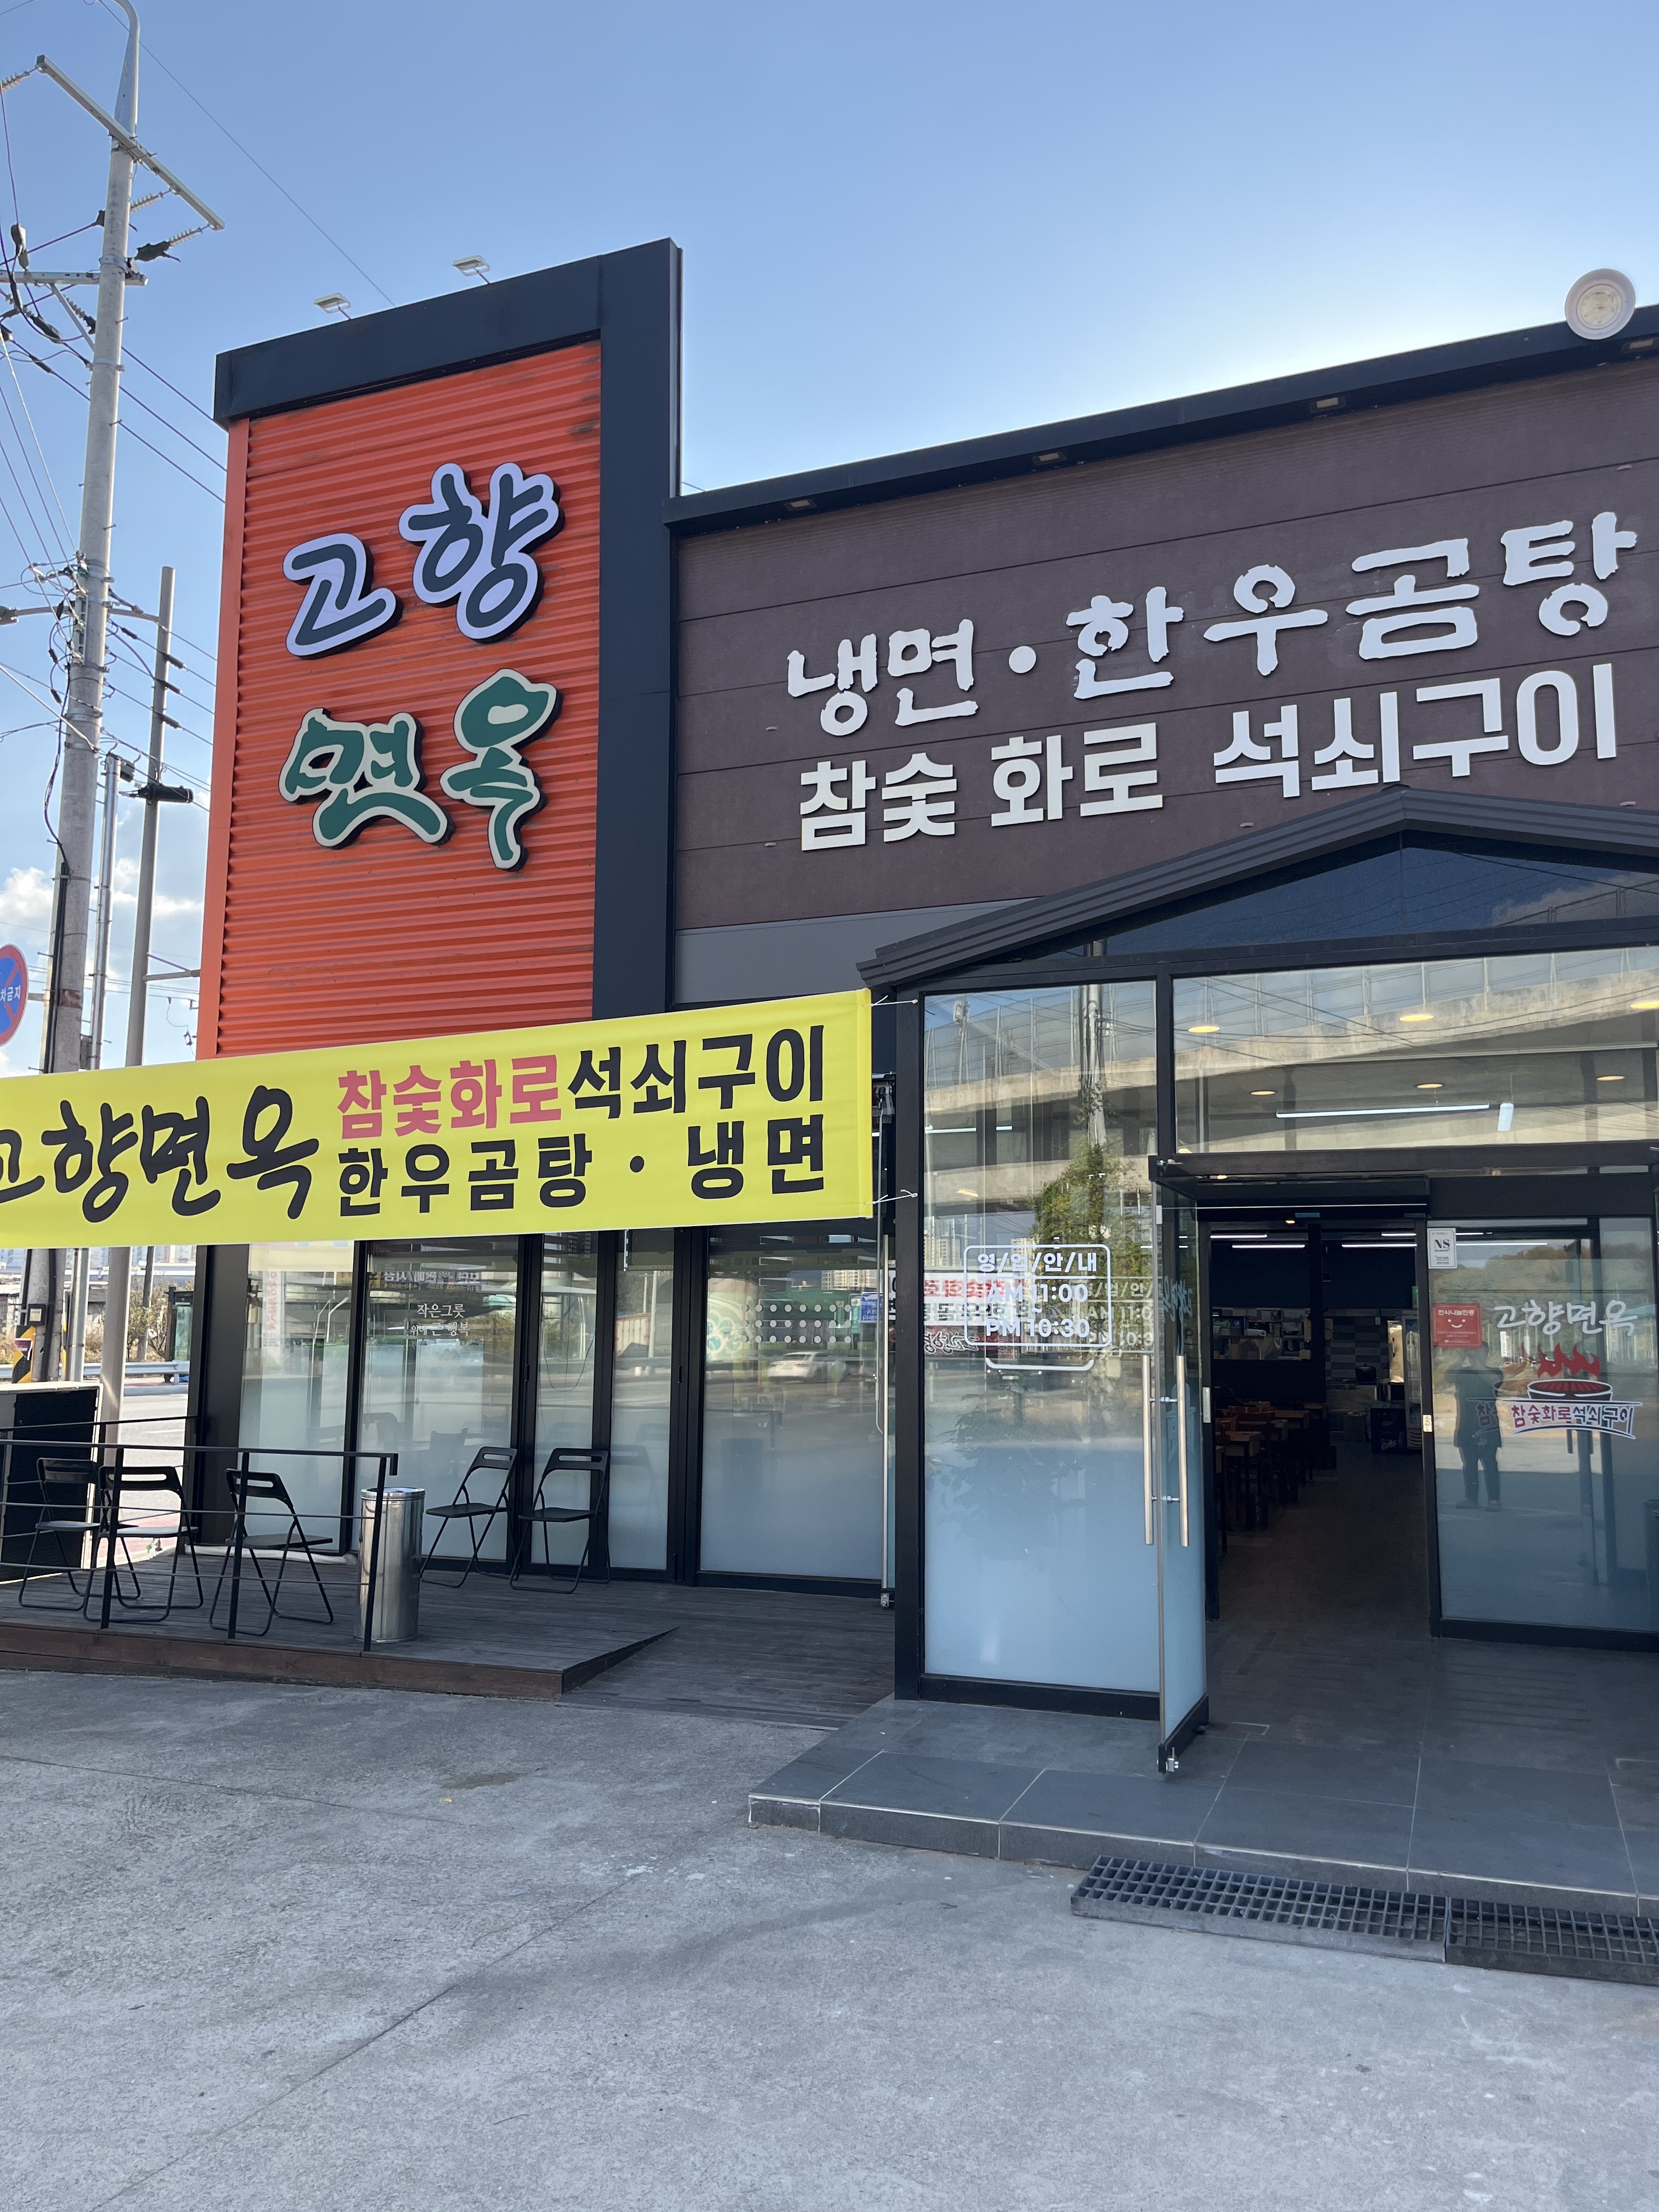 고향
면옥
냉면·한우곰탕
참숯 화로 석쇠구이
고향면옥
참숯화로석쇠구이
한우곰탕·냉면
영/업/안/내
AM 11:00
~
PM 10:30
작은그릇
NS
고향면옥
참숯화로석쇠구이